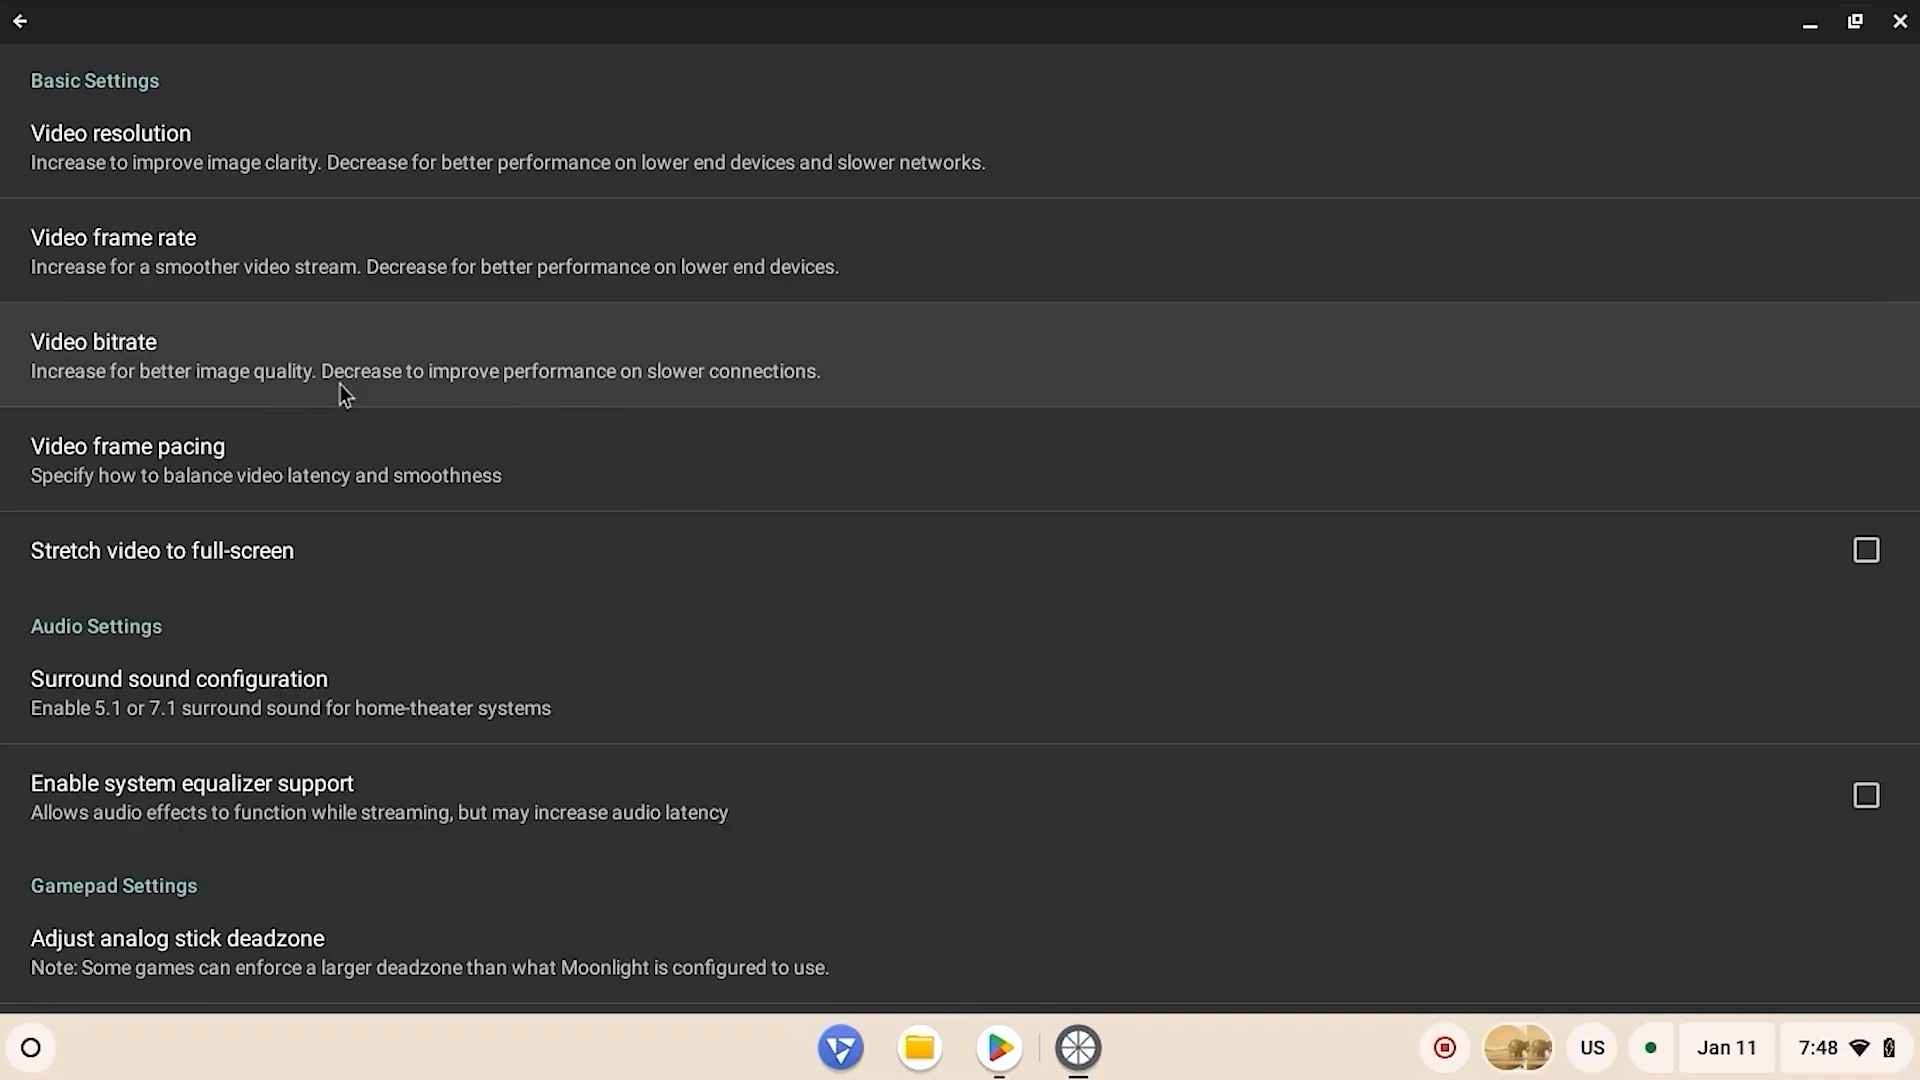 Basic Settings
Video resolution
Increase to improve image clarity. Decrease for better performance on lower end devices and slower networks.
Video frame rate
Increase for a smoother video stream. Decrease for better performance on lower end devices.
Video bitrate
Increase for better image quality. Decrease to improve performance on slower connections.
Video frame pacing
Specify how to balance video latency and smoothness
Stretch video to full-screen
Audio Settings
Surround sound configuration
Enable 5.1 or 7.1 surround sound for home-theater systems
Enable system equalizer support
Allows audio effects to function while streaming, but may increase audio latency
Gamepad Settings
Adjust analog stick deadzone
Note: Some games can enforce a larger deadzone than what Moonlight is configured to use.
US Jan 11 7:48